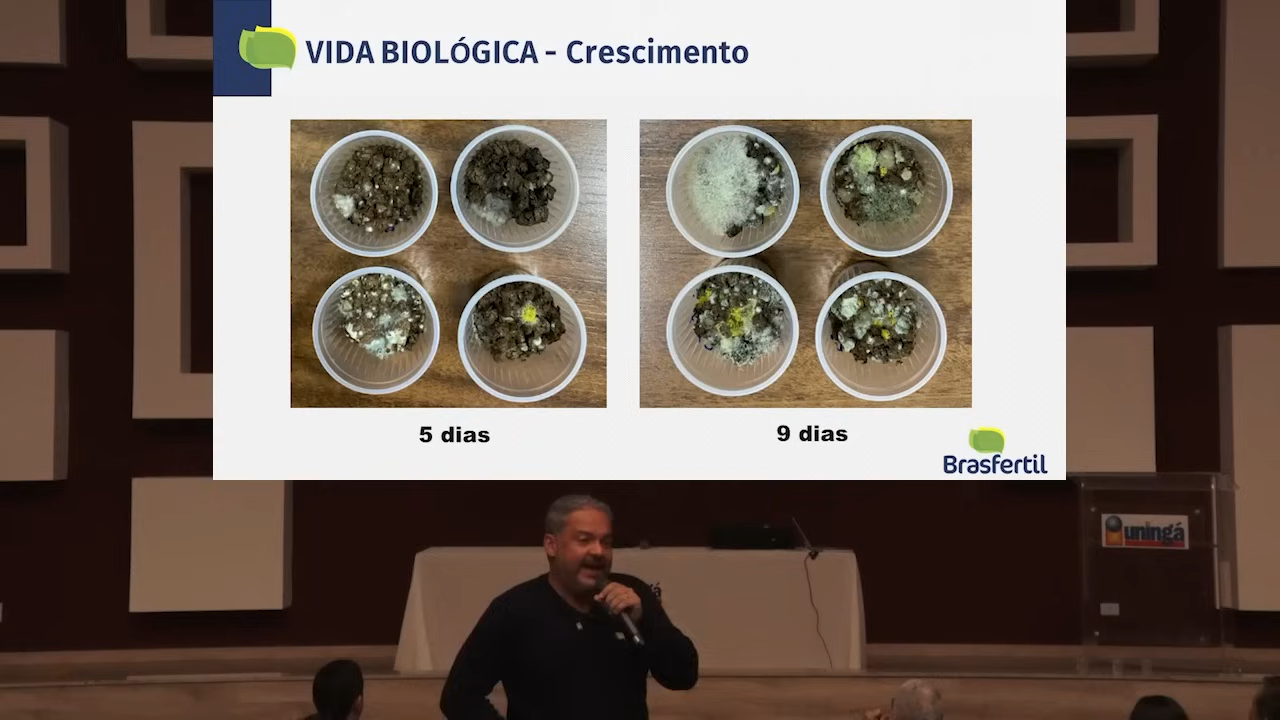 VIDA BIOLÓGICA - Crescimento
5 dias
9 dias
Brasfertil
uningá